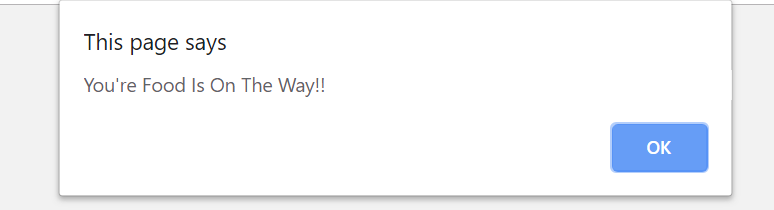 This page says
You're Food Is On The Way!!
OK